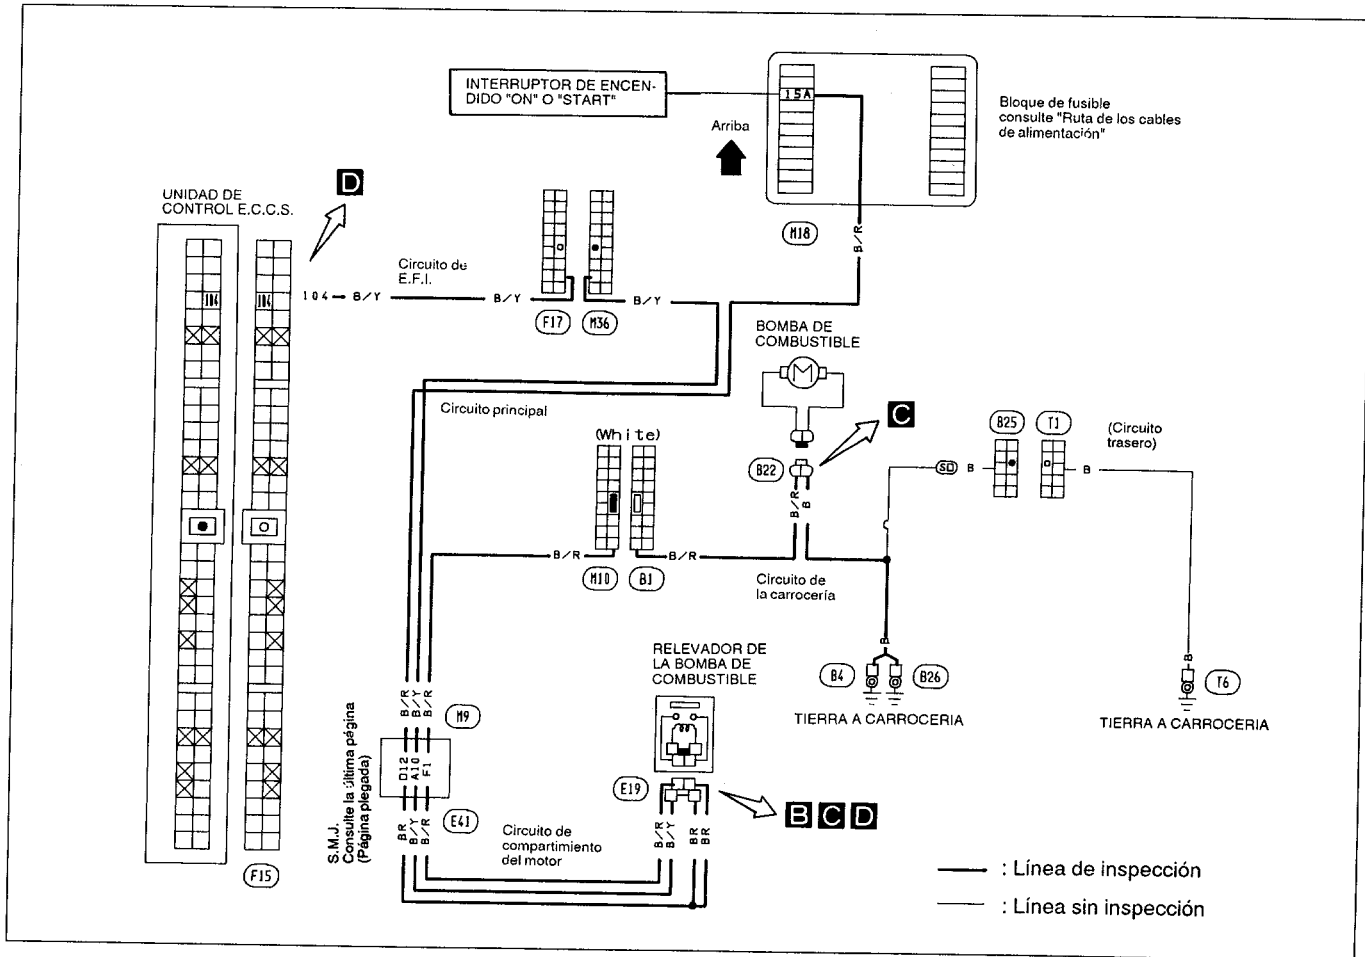 INTERRUPTOR DE ENCEN-
DIDO "ON" O "START"
15A
Arriba
Bloque de fusible
consulte "Ruta de los cables
de alimentación"
M18
B/R
D
UNIDAD DE
CONTROL E.C.C.S.
104
104
104
B/Y
Circuito de
E.F.I.
B/Y
B/Y
F17
M36
Circuito principal
BOMBA DE
COMBUSTIBLE
M
C
B22
B/R
B
(White)
B/R
B/R
M10
B1
Circuito de
la carrocería
SD
B
B25
T1
B
(Circuito
trasero)
B
B4
B26
TIERRA A CARROCERIA
B
T6
TIERRA A CARROCERIA
RELEVADOR DE
LA BOMBA DE
COMBUSTIBLE
E19
B C D
B/R
B/Y
BR
BR
B/R
B/Y
B/R
M9
D12
A10
F1
E41
BR
B/Y
B/R
S.M.J.
Consulte la última página
(Página plegada)
Circuito de
compartimiento
del motor
F15
: Línea de inspección
: Línea sin inspección